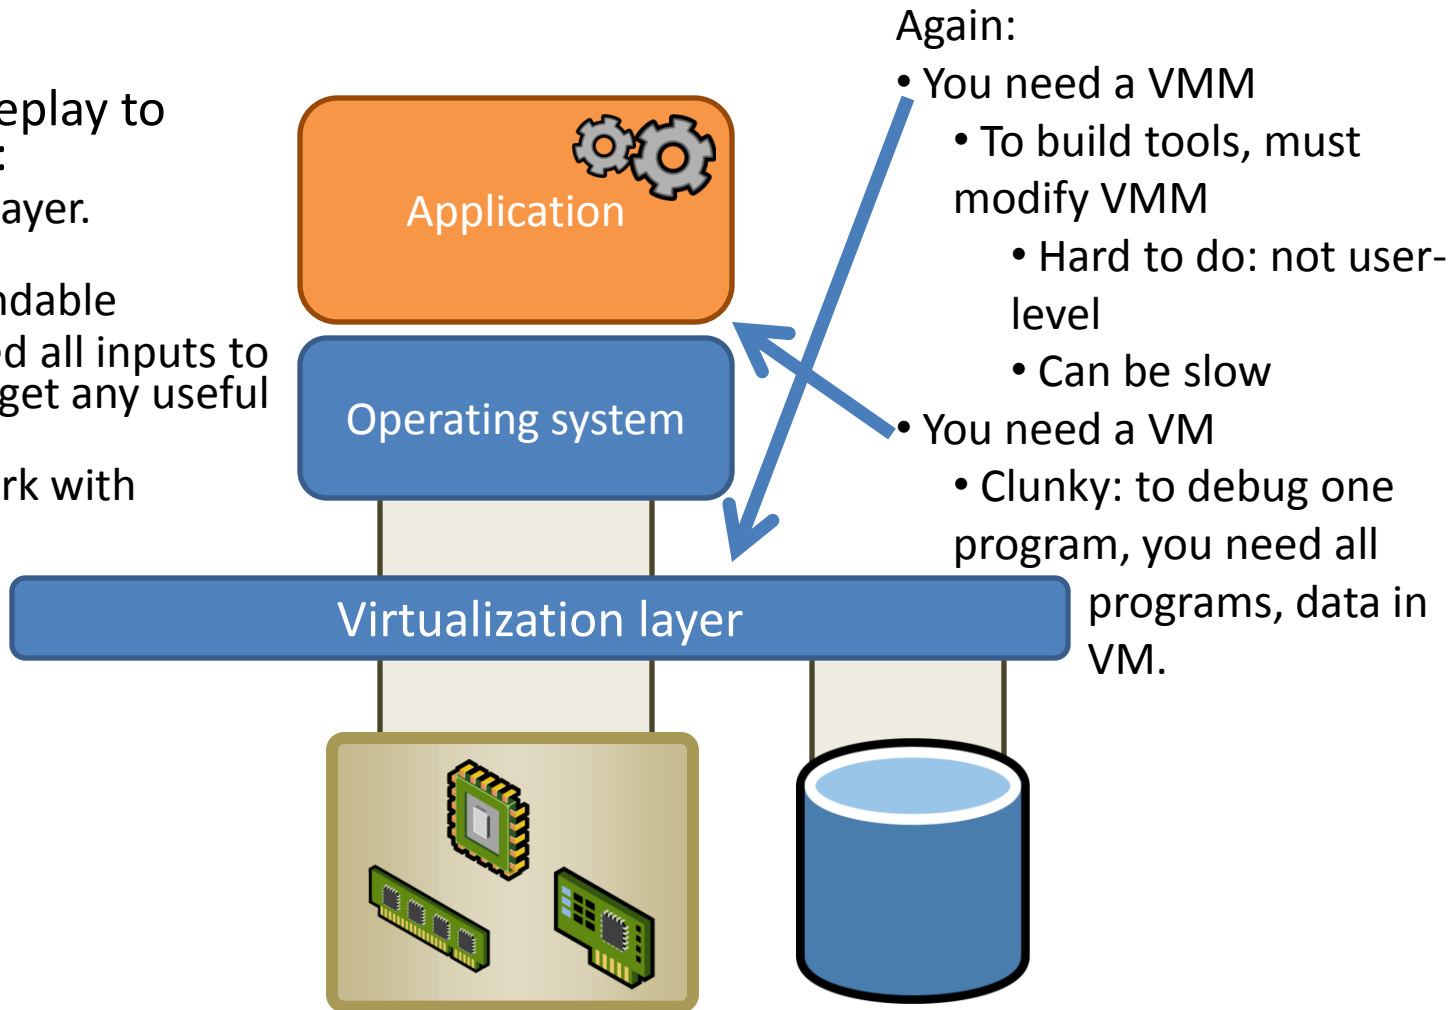 eplay to
:
ayer.
ndable
ed all inputs to
get any useful
rk with
Application
Operating system
Virtualization layer
Again:
• You need a VMM
• To build tools, must
modify VMM
• Hard to do: not user-
level
• Can be slow
• You need a VM
• Clunky: to debug one
program, you need all
programs, data in
VM.